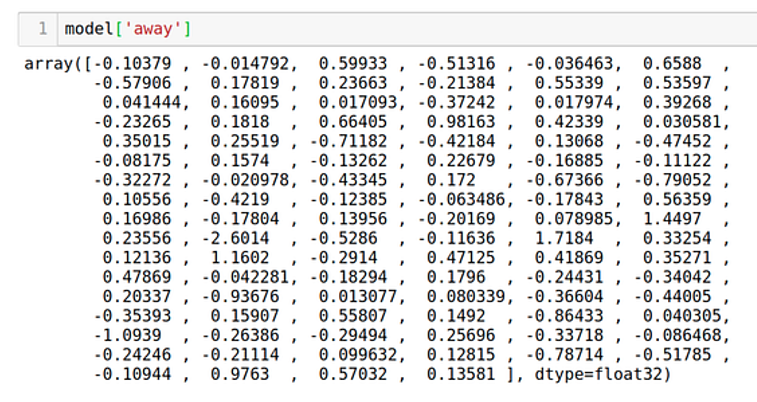 1 model['away']
array([-0.10379 , -0.014792,  0.59933 , -0.51316 , -0.036463,  0.6588  ,
       -0.57906 ,  0.17819 ,  0.23663 , -0.21384 ,  0.55339 ,  0.53597 ,
        0.041444,  0.16095 ,  0.017093, -0.37242 ,  0.017974,  0.39268 ,
       -0.23265 ,  0.1818  ,  0.66405 ,  0.98163 ,  0.42339 ,  0.030581,
        0.35015 ,  0.25519 , -0.71182 , -0.42184 ,  0.13068 , -0.47452 ,
       -0.08175 ,  0.1574  , -0.13262 ,  0.22679 , -0.16885 , -0.11122 ,
       -0.32272 , -0.020978, -0.43345 ,  0.172   , -0.67366 , -0.79052 ,
        0.10556 , -0.4219  , -0.12385 , -0.063486, -0.17843 ,  0.56359 ,
        0.16986 , -0.17804 ,  0.13956 , -0.20169 ,  0.078985,  1.4497  ,
        0.23556 , -2.6014  , -0.5286  , -0.11636 ,  1.7184  ,  0.33254 ,
        0.12136 ,  1.1602  , -0.2914  ,  0.47125 ,  0.41869 ,  0.35271 ,
        0.47869 , -0.042281, -0.18294 ,  0.1796  , -0.24431 , -0.34042 ,
        0.20337 , -0.93676 ,  0.013077,  0.080339, -0.36604 , -0.44005 ,
       -0.35393 ,  0.15907 ,  0.55807 ,  0.1492  , -0.86433 ,  0.040305,
       -1.0939  , -0.26386 , -0.29494 ,  0.25696 , -0.33718 , -0.086468,
       -0.24246 , -0.21114 ,  0.099632,  0.12815 , -0.78714 , -0.51785 ,
       -0.10944 ,  0.9763  ,  0.57032 ,  0.13581 ], dtype=float32)